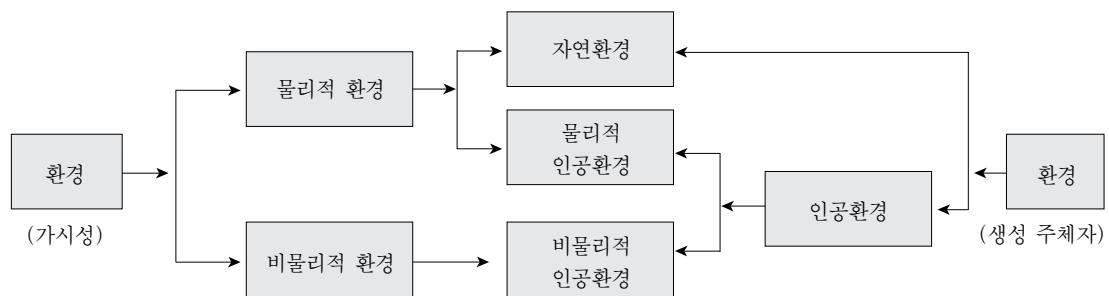 자연환경
물리적 환경
물리적
인공환경
환경
환경
(가시성)
인공환경
(생성 주체자)
비물리적 환경
비물리적
인공환경